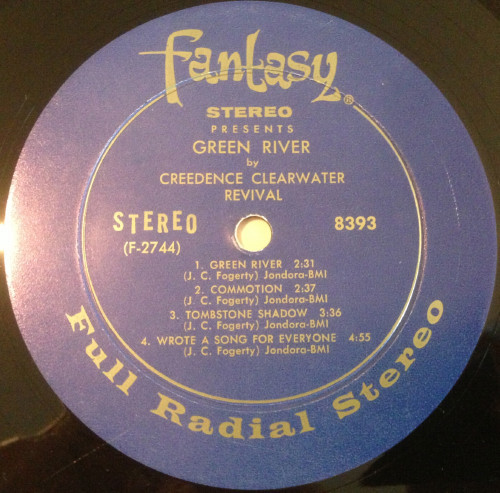 Fantasy®
STEREO
PRESENTS
GREEN RIVER
by
CREEDENCE CLEARWATER
REVIVAL
STEREO
(F-2744)
8393
1. GREEN RIVER 2:31
(J. C. Fogerty) Jondora-BMI
2. COMMOTION 2:37
(J. C. Fogerty) Jondora-BMI
3. TOMBSTONE SHADOW 3:36
(J. C. Fogerty) Jondora-BMI
4. WROTE A SONG FOR EVERYONE 4:55
(J. C. Fogerty) Jondora-BMI
Full Radial Stereo